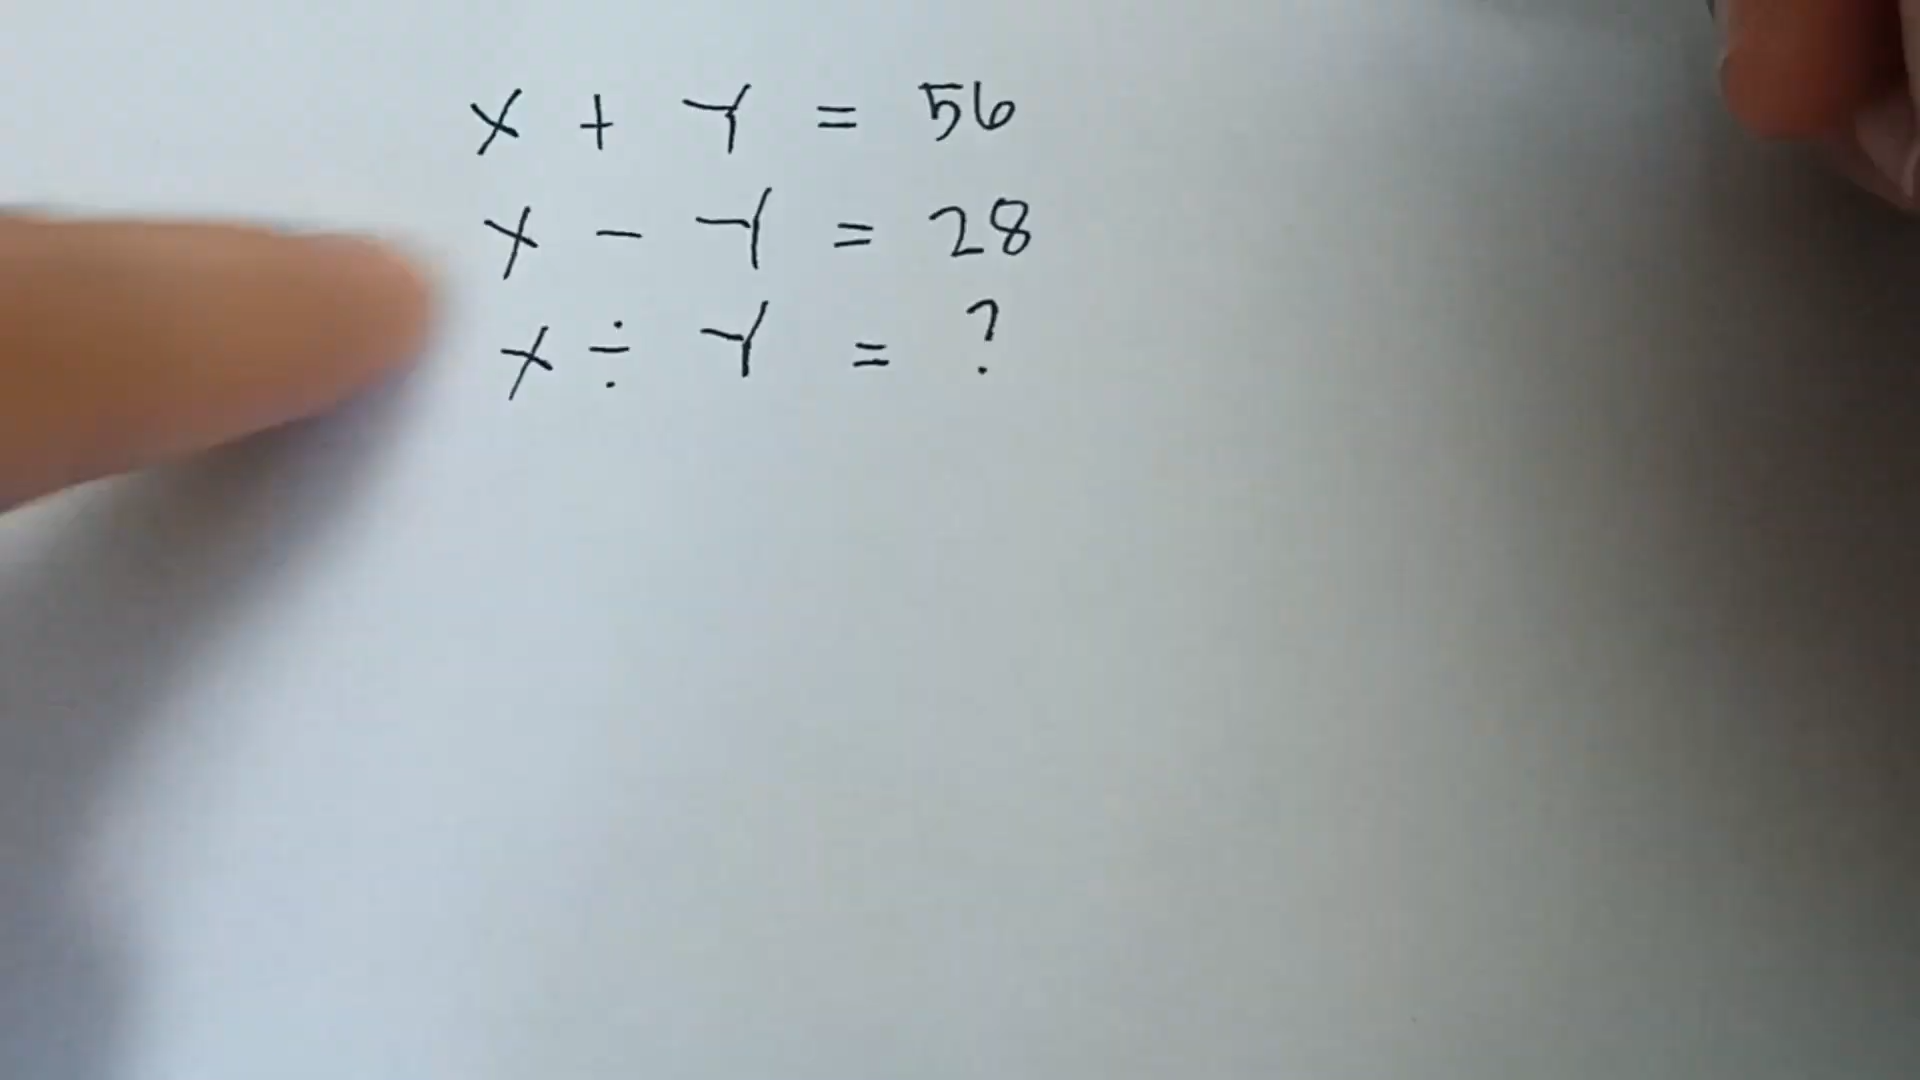 X + Y = 56
X - Y = 28
X ÷ Y = ?